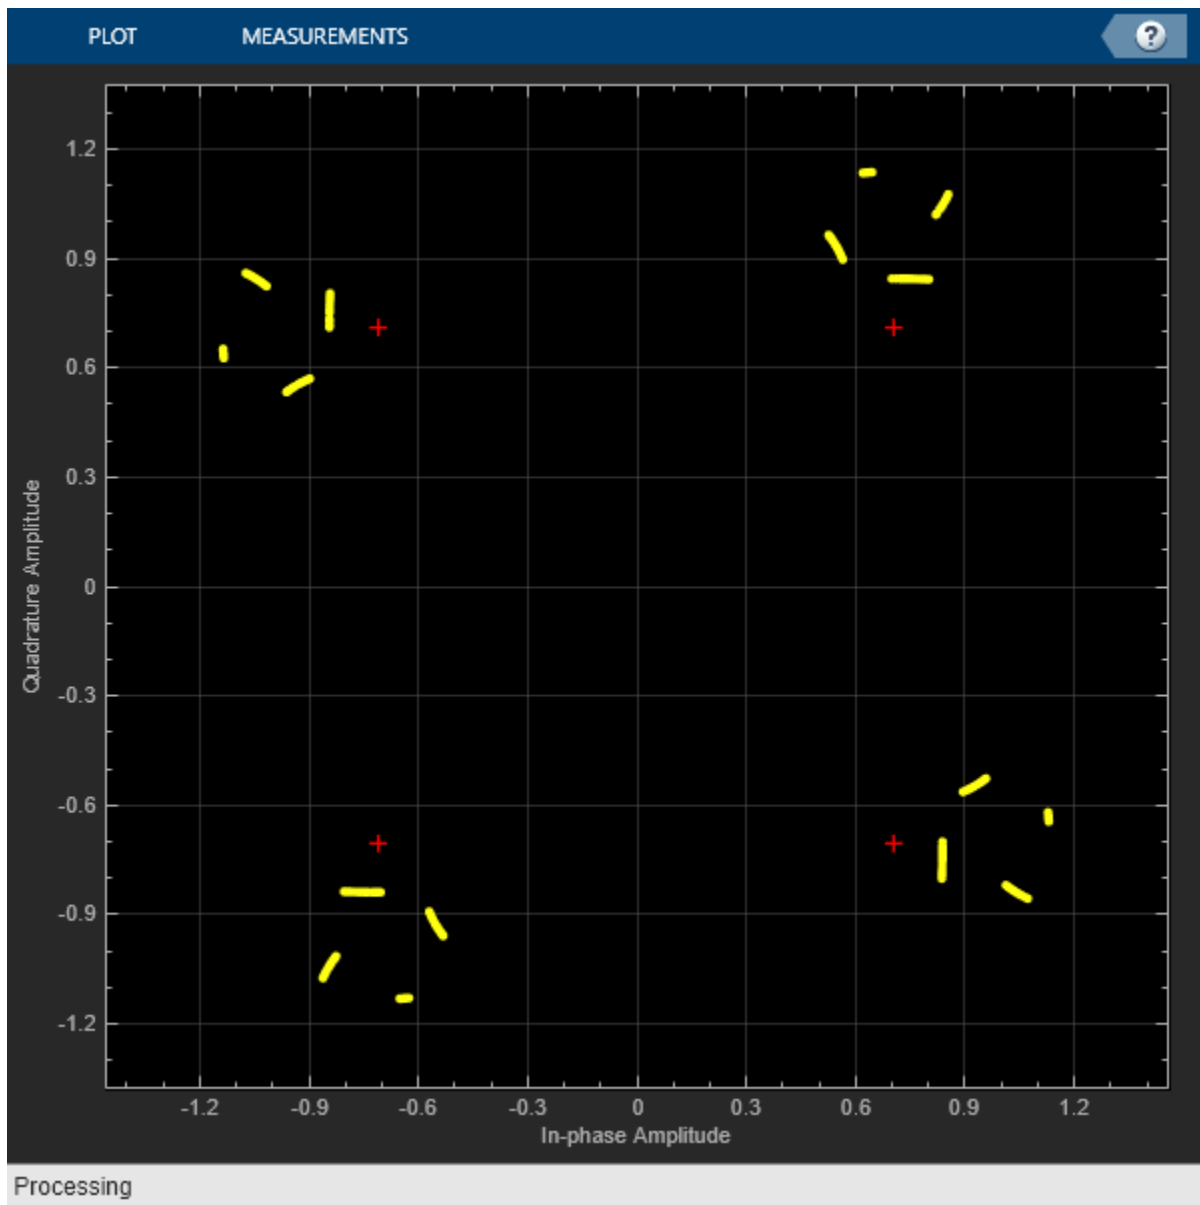 PLOT MEASUREMENTS ?
1.2
0.9
0.6
0.3
0
-0.3
-0.6
-0.9
-1.2
Quadrature Amplitude
-1.2 -0.9 -0.6 -0.3 0 0.3 0.6 0.9 1.2
In-phase Amplitude
Processing